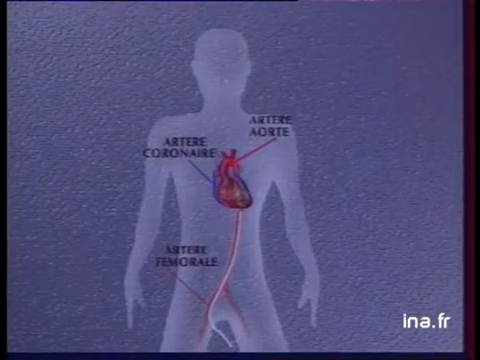 ARTERE
AORTE
ARTERE
CORONAIRE
ARTERE
FEMORALE
ina.fr